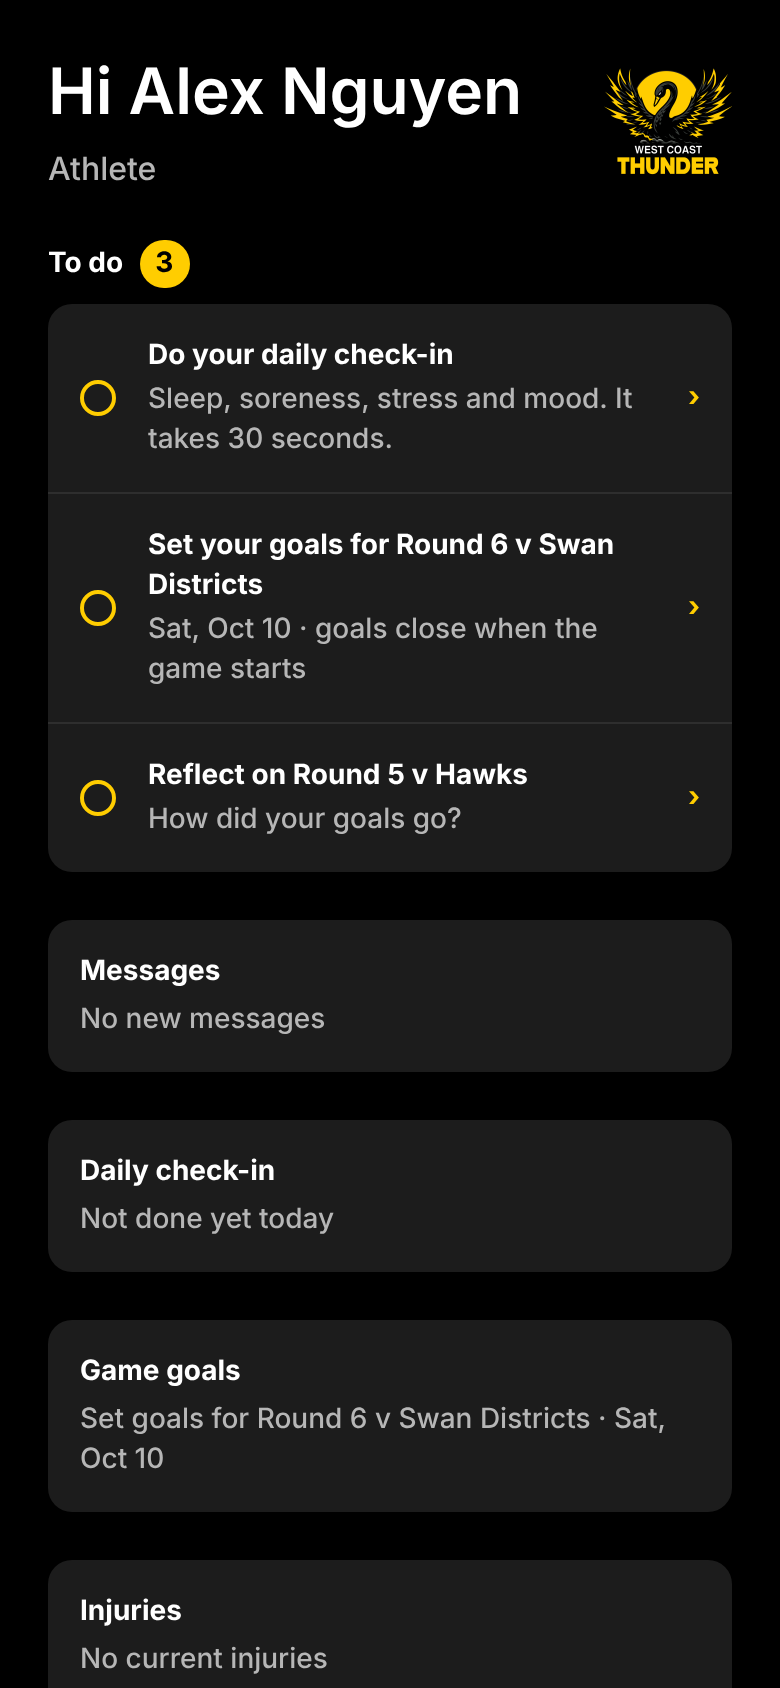 Hi Alex Nguyen
Athlete
WEST COAST
THUNDER
To do 3
Do your daily check-in
Sleep, soreness, stress and mood. It
takes 30 seconds.
Set your goals for Round 6 v Swan
Districts
Sat, Oct 10 · goals close when the
game starts
Reflect on Round 5 v Hawks
How did your goals go?
Messages
No new messages
Daily check-in
Not done yet today
Game goals
Set goals for Round 6 v Swan Districts · Sat,
Oct 10
Injuries
No current injuries